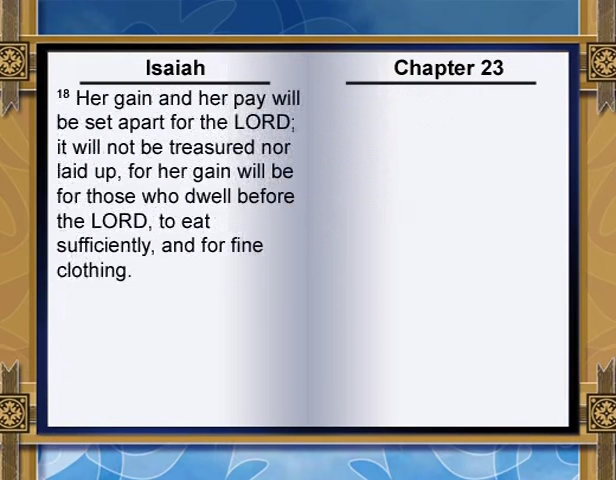 Isaiah
Chapter 23
18 Her gain and her pay will
be set apart for the LORD;
it will not be treasured nor
laid up, for her gain will be
for those who dwell before
the LORD, to eat
sufficiently, and for fine
clothing.